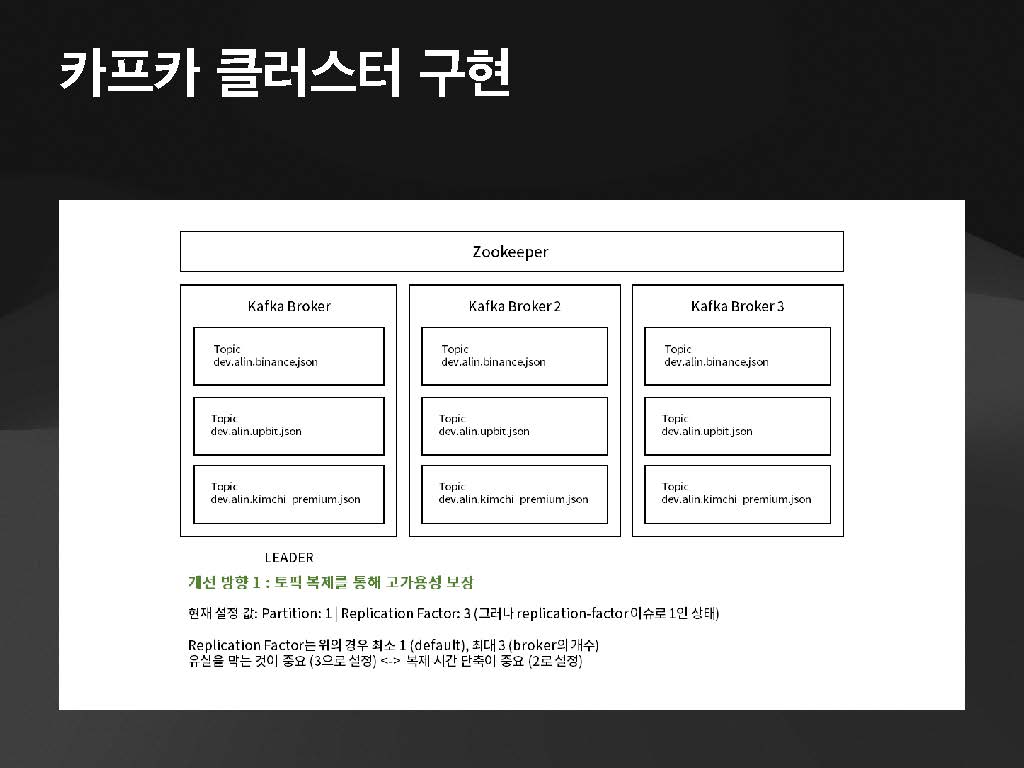 카프카 클러스터 구현
Zookeeper
Kafka Broker
Topic
dev.alin.binance.json
Topic
dev.alin.upbit.json
Topic
dev.alin.kimchi_premium.json
Kafka Broker 2
Topic
dev.alin.binance.json
Topic
dev.alin.upbit.json
Topic
dev.alin.kimchi_premium.json
Kafka Broker 3
Topic
dev.alin.binance.json
Topic
dev.alin.upbit.json
Topic
dev.alin.kimchi_premium.json
LEADER
개선 방향 1 : 토픽 복제를 통해 고가용성 보장
현재 설정 값: Partition: 1 | Replication Factor: 3 (그러나 replication-factor 이슈로 1인 상태)
Replication Factor는 위의 경우 최소 1 (default), 최대 3 (broker의 개수)
유실을 막는 것이 중요 (3으로 설정) <-> 복제 시간 단축이 중요 (2로 설정)